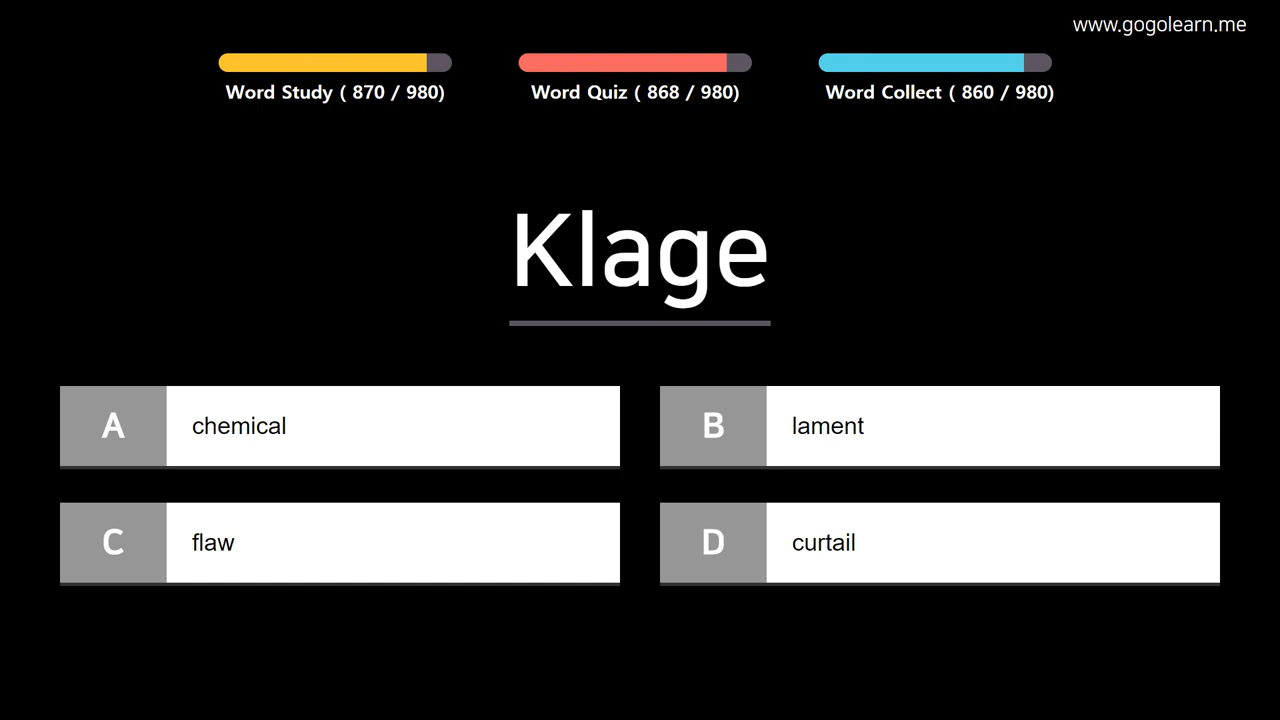 www.gogolearn.me
Word Study ( 870 / 980)
Word Quiz ( 868 / 980)
Word Collect ( 860 / 980)
Klage
A chemical
B lament
C flaw
D curtail